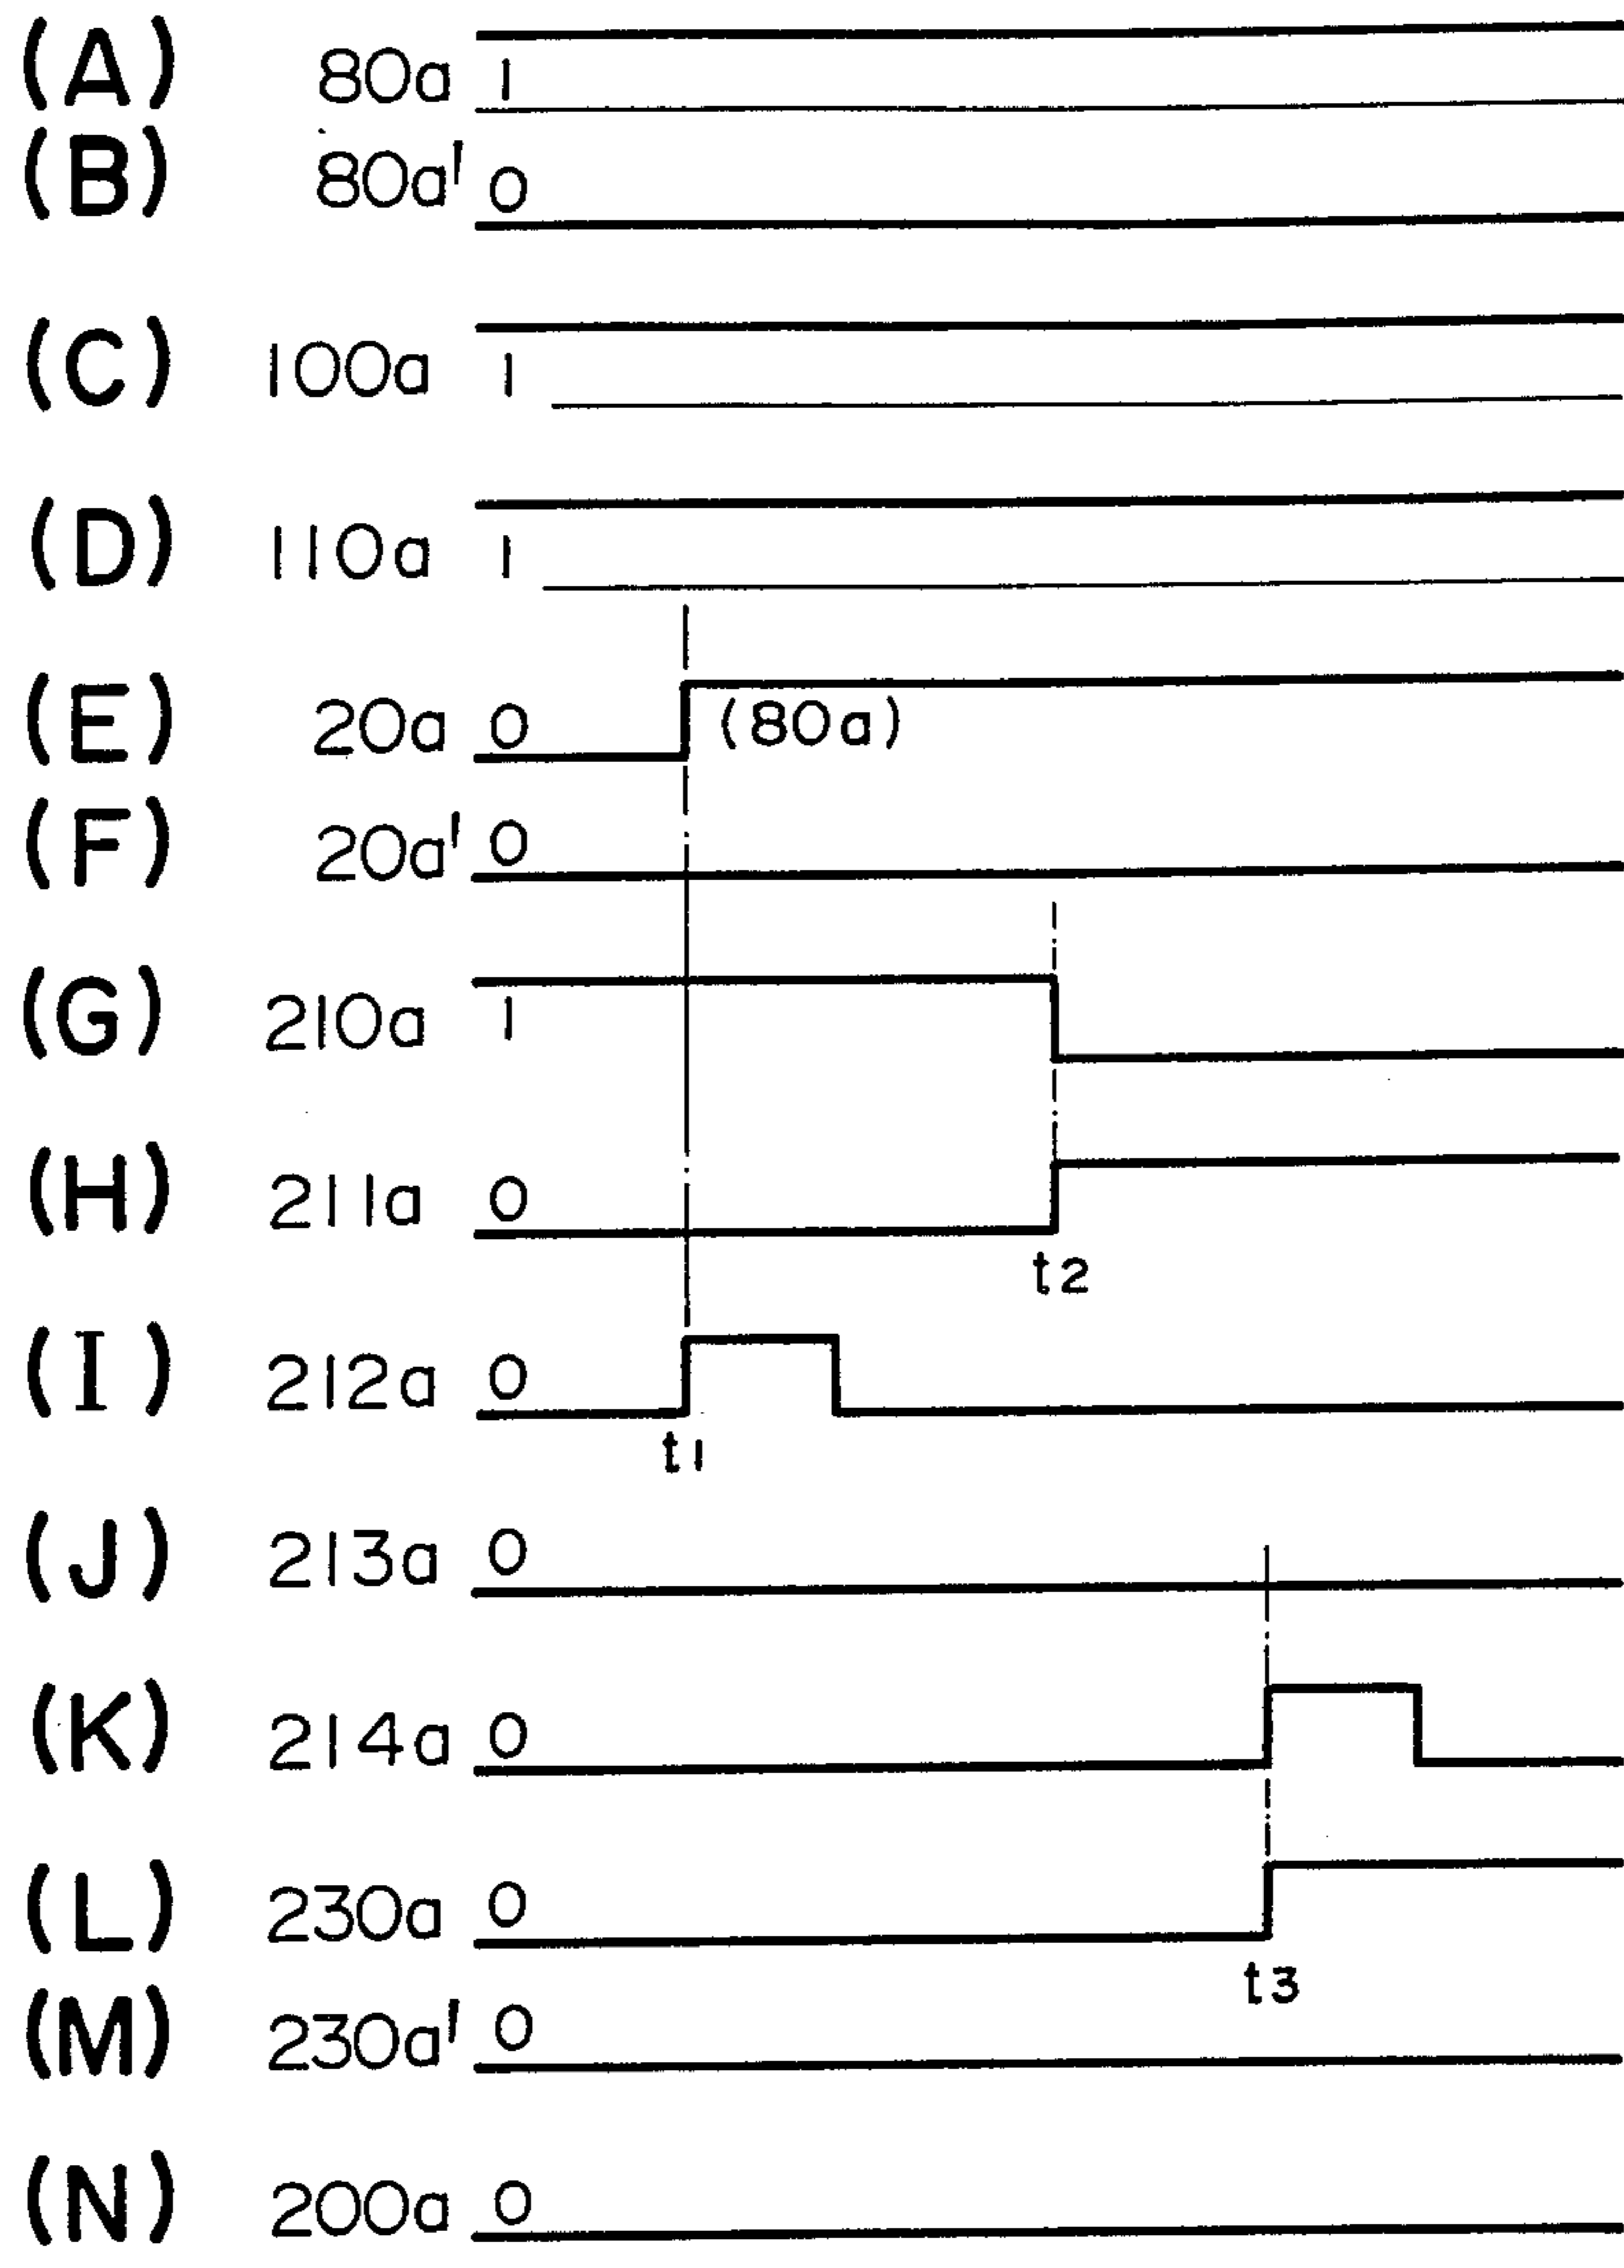 (A) 80a 1
(B) 80a' 0
(C) 100a 1
(D) 110a 1
(E) 20a 0 (80a)
(F) 20a' 0
(G) 210a 1
(H) 211a 0
t2
(I) 212a 0
t1
(J) 213a 0
(K) 214a 0
(L) 230a 0
t3
(M) 230a' 0
(N) 200a 0